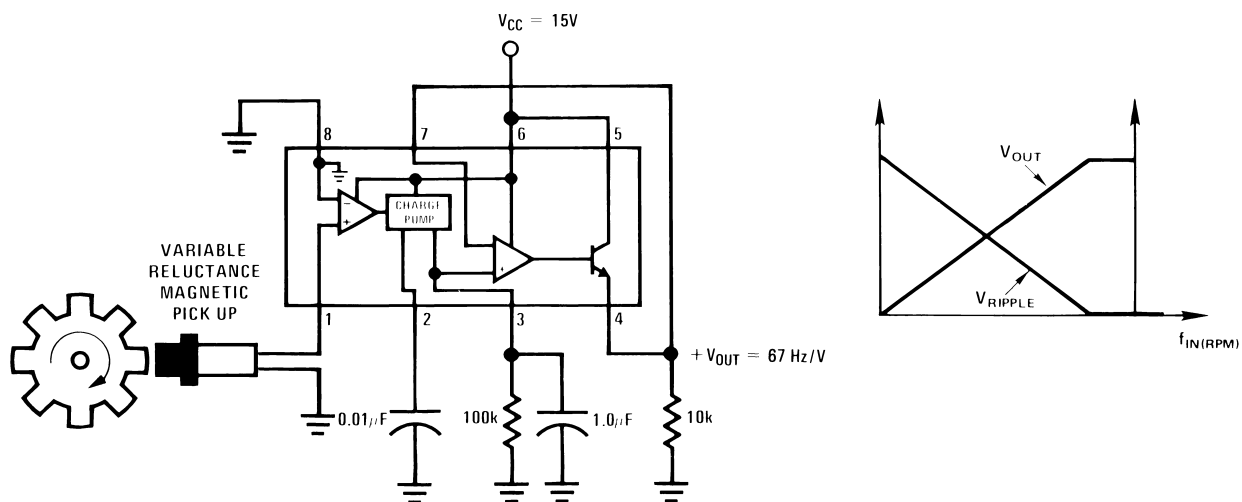 V_CC = 15V
8
7
6
5
CHARGE
PUMP
−
+
+
VARIABLE
RELUCTANCE
MAGNETIC
PICK UP
1
2
3
4
+ V_OUT = 67 Hz/V
0.01μF
100k
1.0μF
10k
V_OUT
V_RIPPLE
f_IN(RPM)